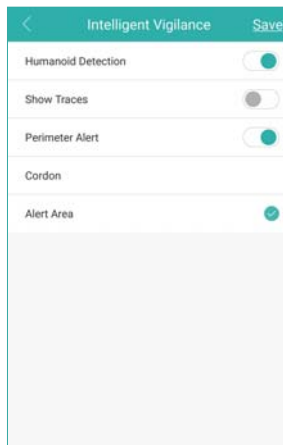 Intelligent Vigilance Save
Humanoid Detection
Show Traces
Perimeter Alert
Cordon
Alert Area